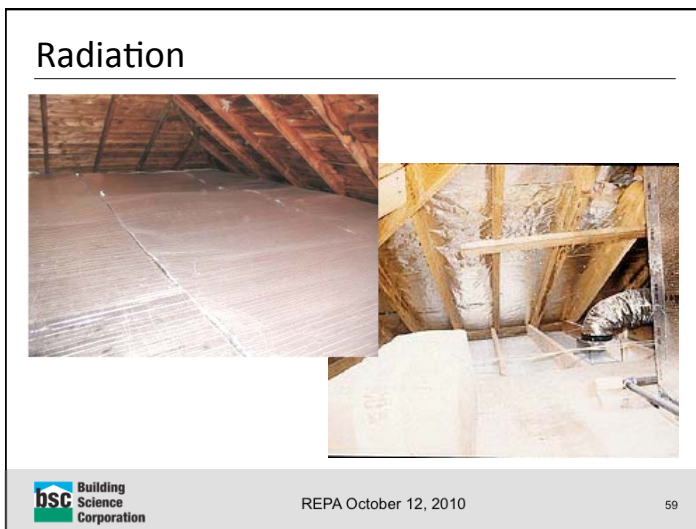 Radiation
bsc Building
Science
Corporation
REPA October 12, 2010
59